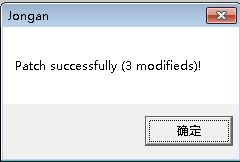 Jongan
Patch successfully (3 modifieds)!
确定